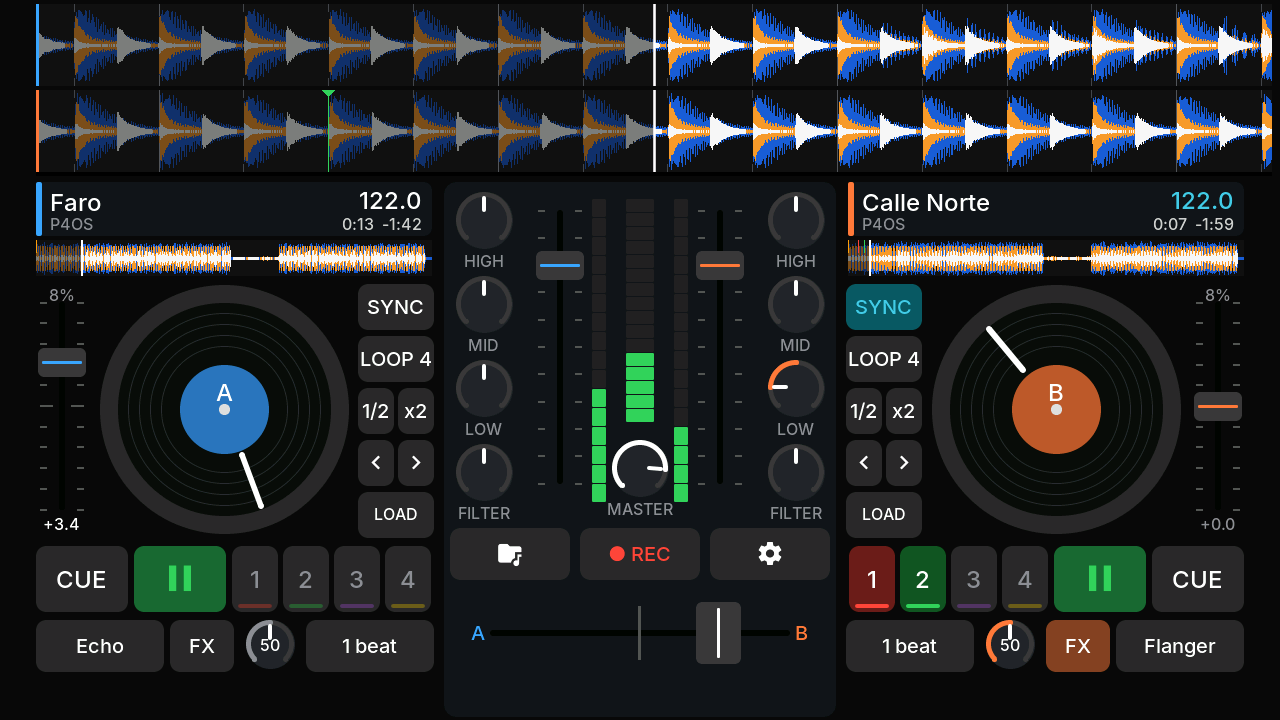 Faro 122.0
P4OS 0:13 -1:42
Calle Norte 122.0
P4OS 0:07 -1:59
8%
SYNC
LOOP 4
1/2 x2
< >
LOAD
+3.4
A
HIGH
MID
LOW
FILTER
MASTER
HIGH
MID
LOW
FILTER
REC
A B
SYNC
LOOP 4
1/2 x2
< >
LOAD
B
8%
+0.0
CUE 1 2 3 4
Echo FX 50 1 beat
1 2 3 4 CUE
1 beat 50 FX Flanger